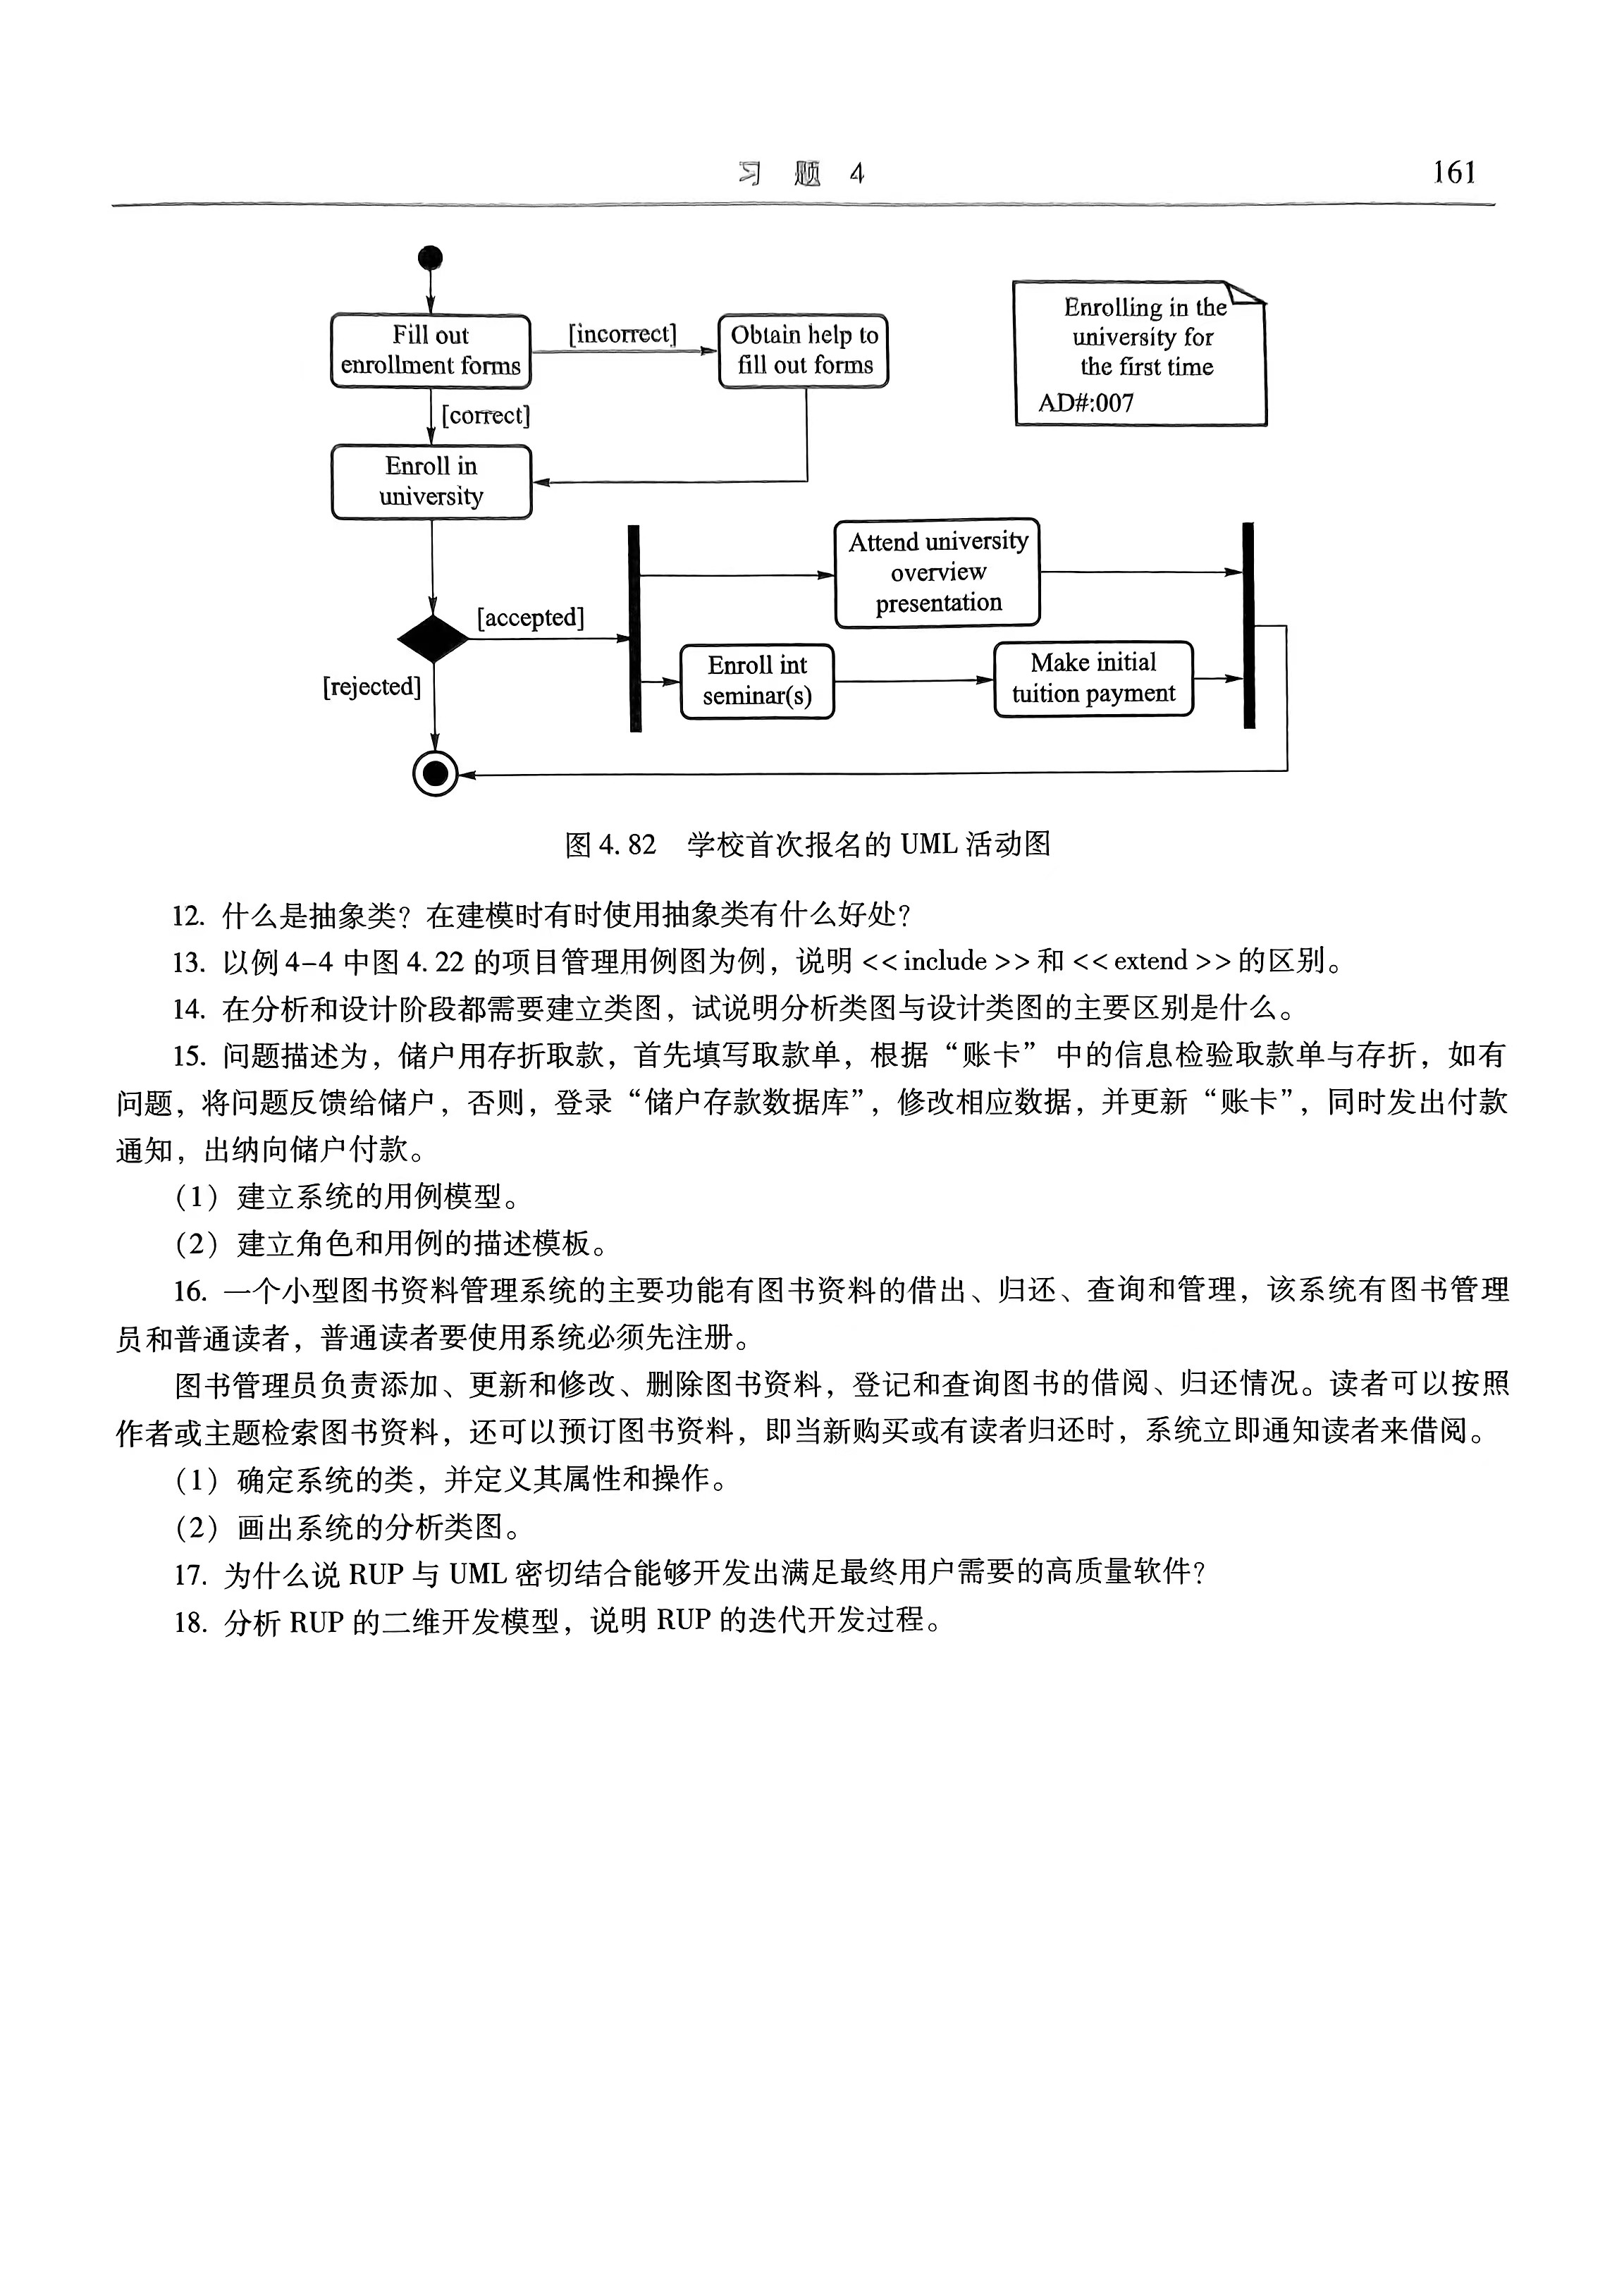 习 题 4 161
Fill out
enrollment forms
[incorrect]
Obtain help to
fill out forms
Enrolling in the
university for
the first time
AD#:007
[correct]
Enroll in
university
Attend university
overview
presentation
[accepted]
Enroll int
seminar(s)
Make initial
tuition payment
[rejected]
图 4.82 学校首次报名的 UML 活动图
12. 什么是抽象类？在建模时有时使用抽象类有什么好处？
13. 以例 4-4 中图 4.22 的项目管理用例图为例，说明 <<include>> 和 <<extend>> 的区别。
14. 在分析和设计阶段都需要建立类图，试说明分析类图与设计类图的主要区别是什么。
15. 问题描述为，储户用存折取款，首先填写取款单，根据“账卡”中的信息检验取款单与存折，如有
问题，将问题反馈给储户，否则，登录“储户存款数据库”，修改相应数据，并更新“账卡”，同时发出付款
通知，出纳向储户付款。
（1）建立系统的用例模型。
（2）建立角色和用例的描述模板。
16. 一个小型图书资料管理系统的主要功能有图书资料的借出、归还、查询和管理，该系统有图书管理
员和普通读者，普通读者要使用系统必须先注册。
图书管理员负责添加、更新和修改、删除图书资料，登记和查询图书的借阅、归还情况。读者可以按照
作者或主题检索图书资料，还可以预订图书资料，即当新购买或有读者归还时，系统立即通知读者来借阅。
（1）确定系统的类，并定义其属性和操作。
（2）画出系统的分析类图。
17. 为什么说 RUP 与 UML 密切结合能够开发出满足最终用户需要的高质量软件？
18. 分析 RUP 的二维开发模型，说明 RUP 的迭代开发过程。